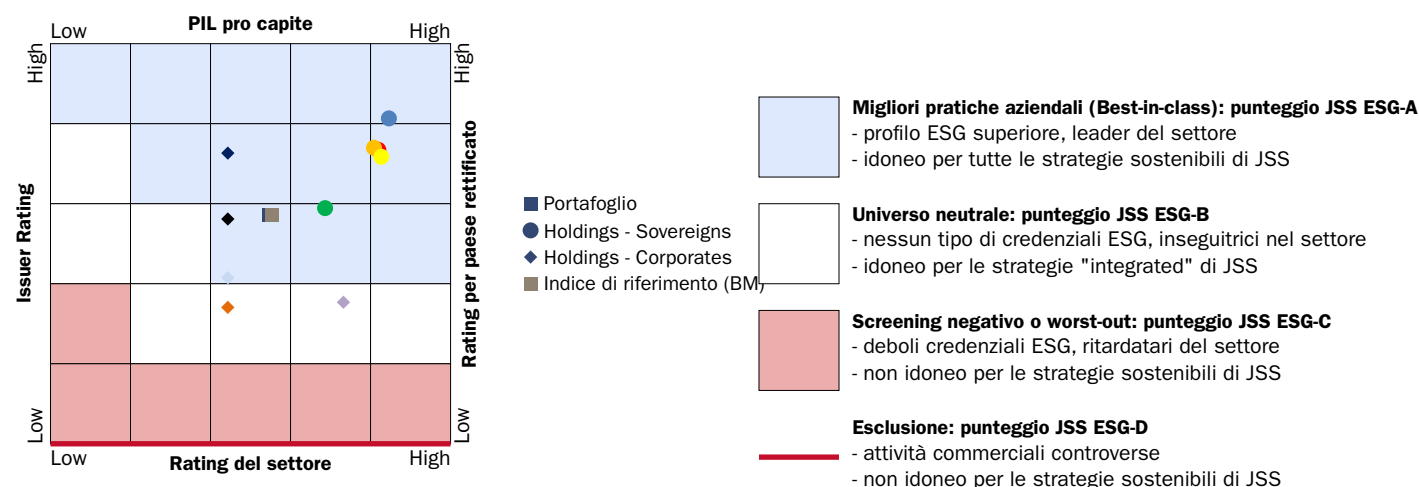 PIL pro capite
Low
High
High
High
Issuer Rating
Rating per paese rettificato
Low
Low
Low
High
Rating del settore
Portafoglio
Holdings - Sovereigns
Holdings - Corporates
Indice di riferimento (BM)
Migliori pratiche aziendali (Best-in-class): punteggio JSS ESG-A
- profilo ESG superiore, leader del settore
- idoneo per tutte le strategie sostenibili di JSS
Universo neutrale: punteggio JSS ESG-B
- nessun tipo di credenziali ESG, inseguitrici nel settore
- idoneo per le strategie "integrated" di JSS
Screening negativo o worst-out: punteggio JSS ESG-C
- deboli credenziali ESG, ritardatari del settore
- non idoneo per le strategie sostenibili di JSS
Esclusione: punteggio JSS ESG-D
- attività commerciali controverse
- non idoneo per le strategie sostenibili di JSS